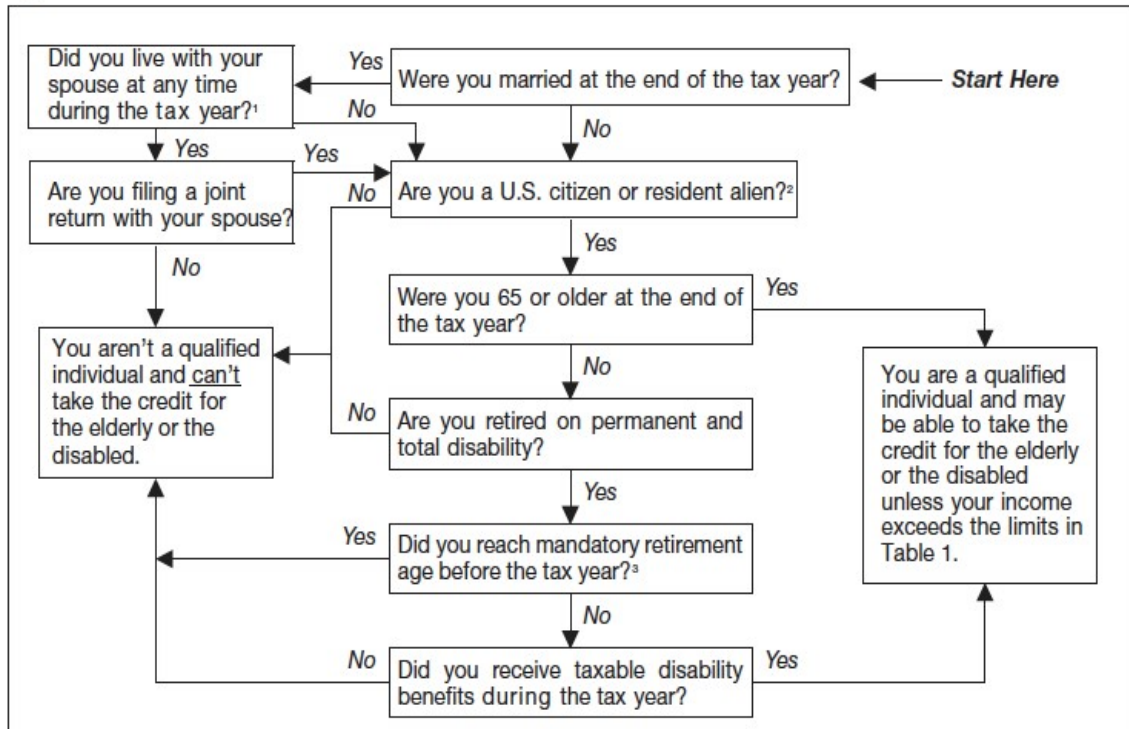 Start Here
Were you married at the end of the tax year?
Yes
No
Did you live with your
spouse at any time
during the tax year?¹
No
Yes
Are you filing a joint
return with your spouse?
Yes
No
Are you a U.S. citizen or resident alien?²
No
Yes
Were you 65 or older at the end of
the tax year?
Yes
No
You aren't a qualified
individual and can't
take the credit for
the elderly or the
disabled.
Are you retired on permanent and
total disability?
No
Yes
You are a qualified
individual and may
be able to take the
credit for the elderly
or the disabled
unless your income
exceeds the limits in
Table 1.
Did you reach mandatory retirement
age before the tax year?³
Yes
No
Did you receive taxable disability
benefits during the tax year?
No
Yes